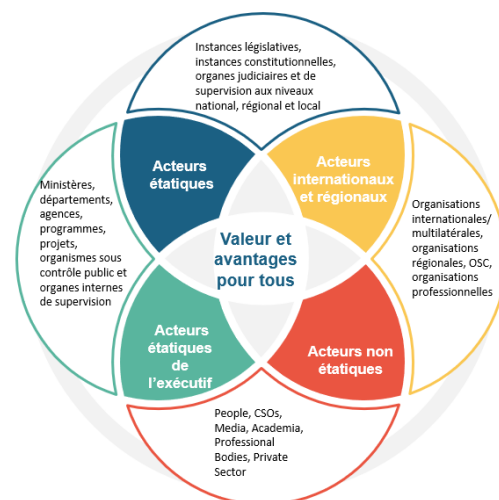 Instances législatives,
instances constitutionnelles,
organes judiciaires et de
supervision aux niveaux
national, régional et local
Acteurs
étatiques
Acteurs
internationaux
et régionaux
Ministères,
départements,
agences,
programmes,
projets,
organismes sous
contrôle public et
organes internes
de supervision
Valeur et
avantages
pour tous
Organisations
internationales/
multilatérales,
organisations
régionales, OSC,
organisations
professionnelles
Acteurs
étatiques
de
l'exécutif
Acteurs non
étatiques
People, CSOs,
Media, Academia,
Professional
Bodies, Private
Sector